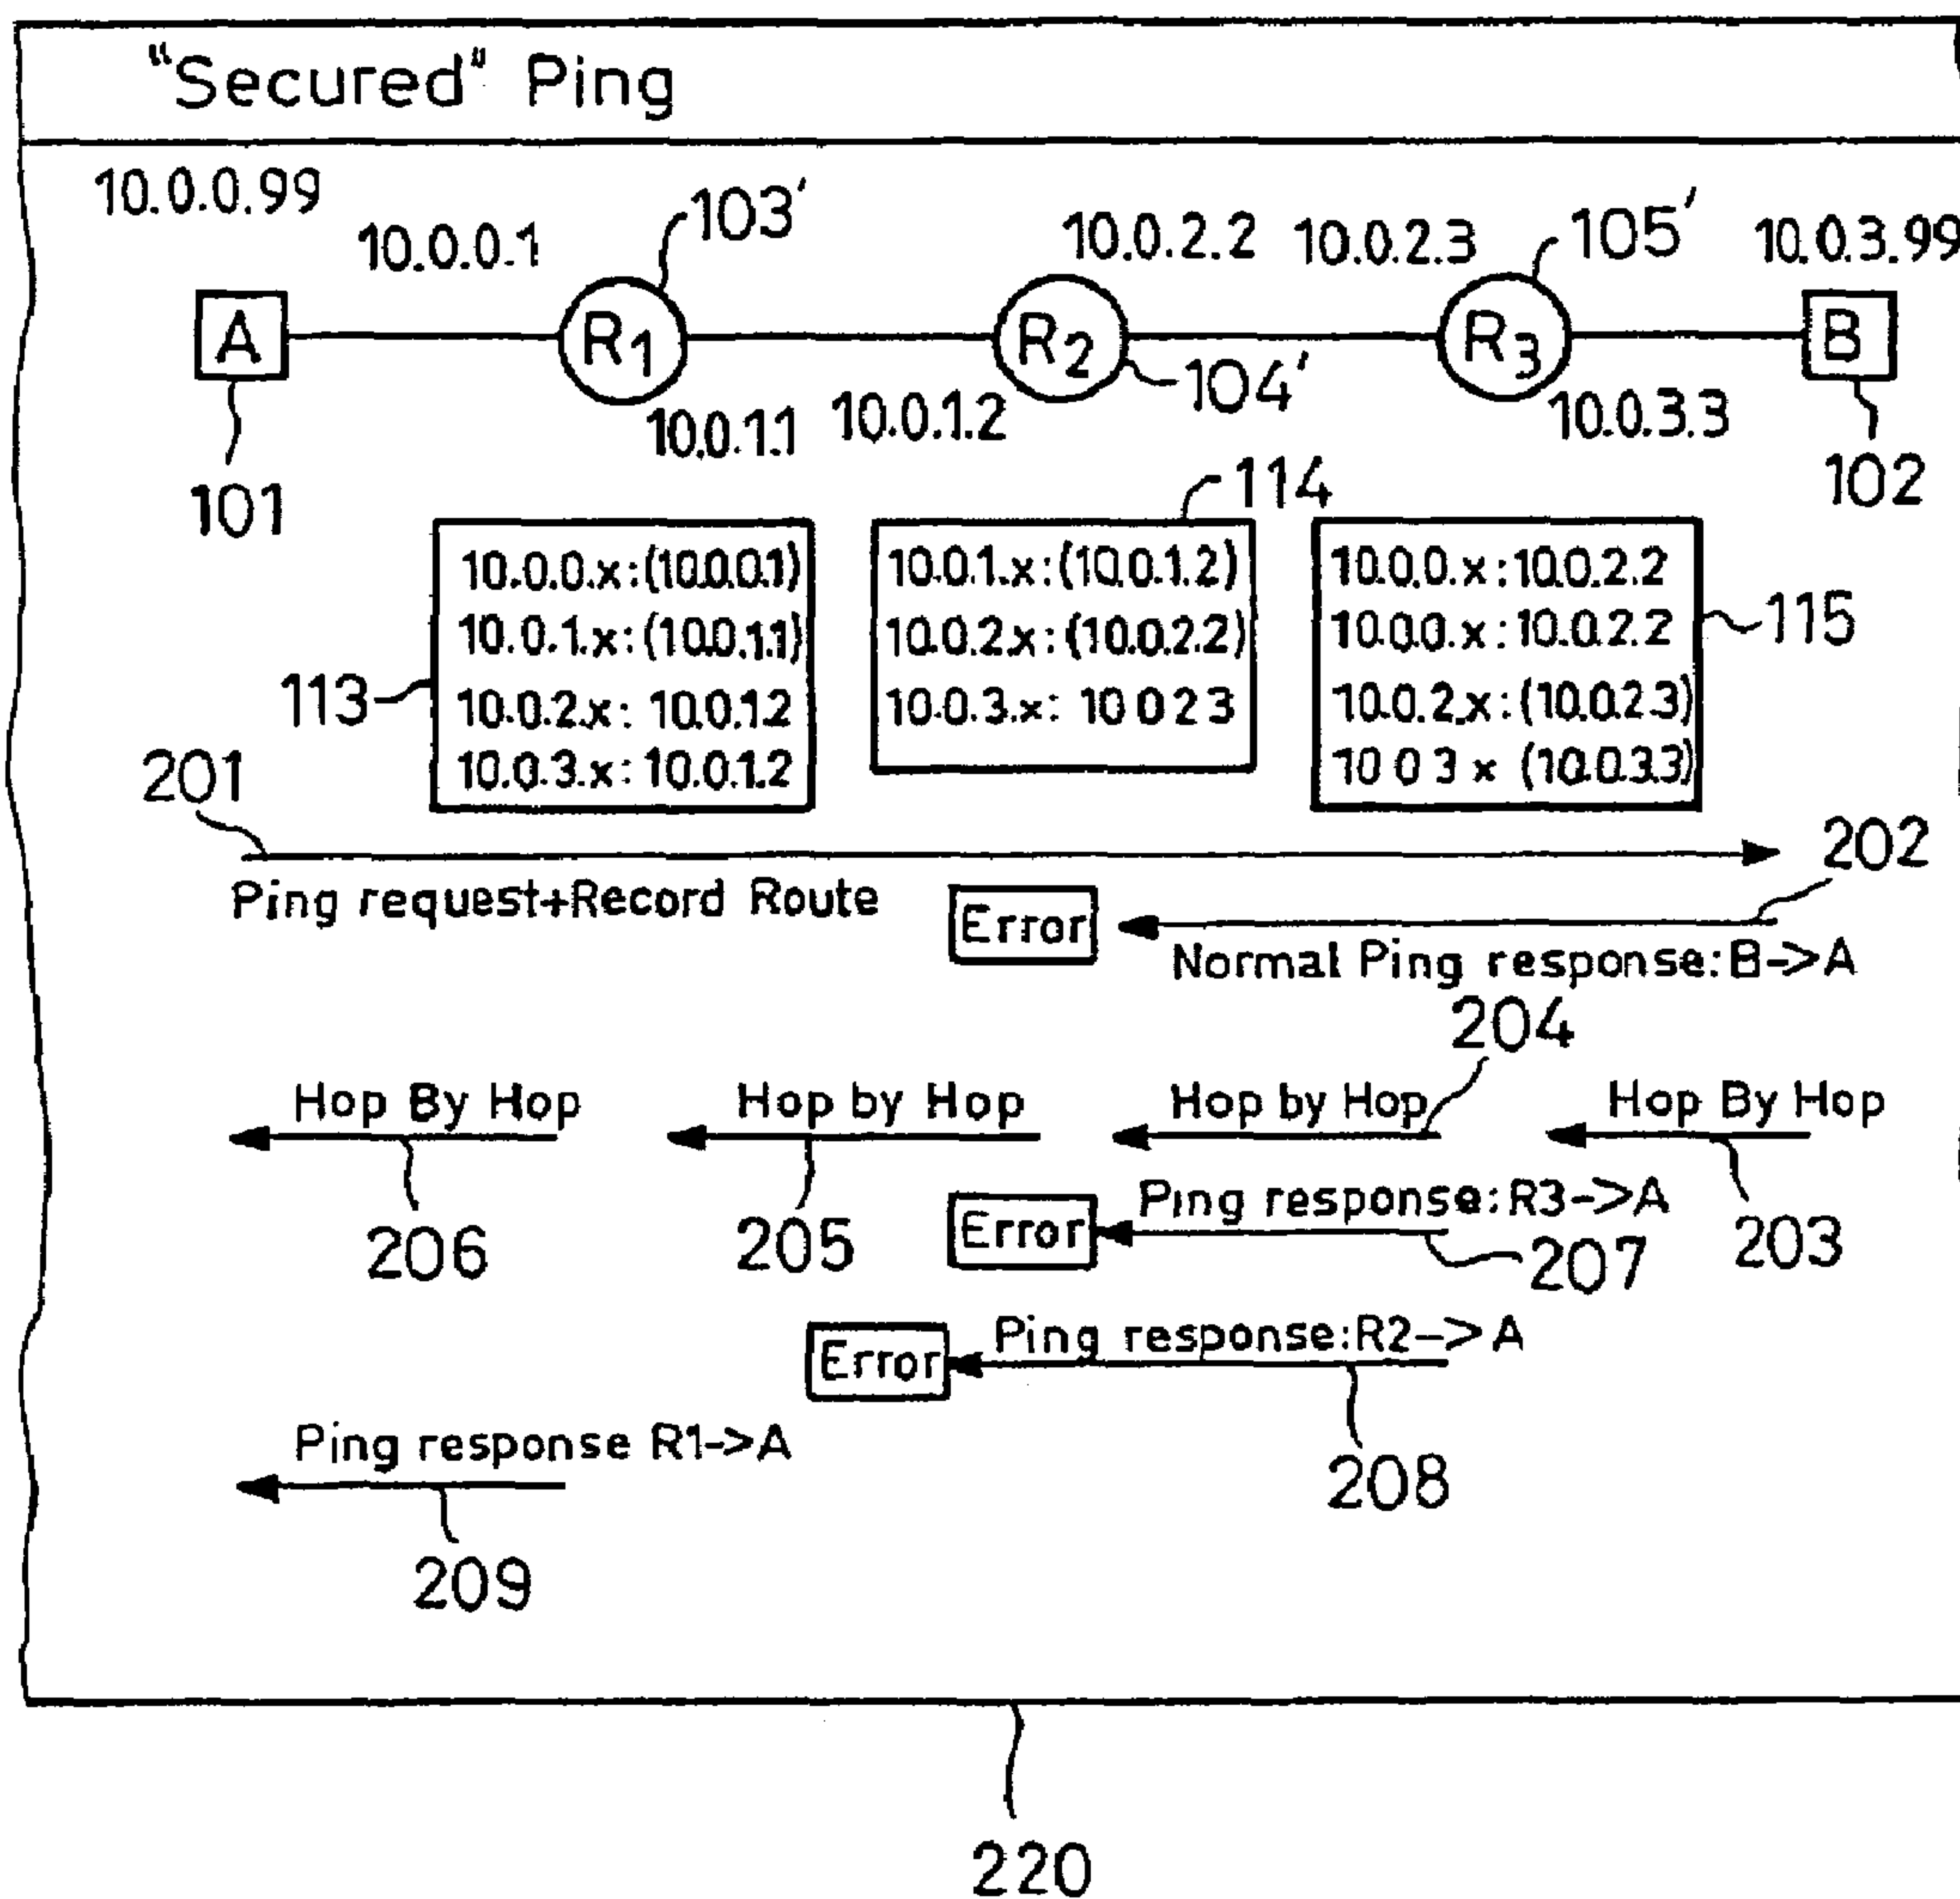 "Secured" Ping
10.0.0.99
10.0.0.1
103'
10.0.2.2
10.0.2.3
105'
10.0.3.99
A
R1
R2
R3
B
104'
10.0.1.1
10.0.1.2
10.0.3.3
101
102
114
10.0.0.x:(10.0.0.1)
10.0.1.x:(10.0.1.1)
10.0.2.x: 10.0.1.2
10.0.3.x: 10.0.1.2
113
10.0.1.x:(10.0.1.2)
10.0.2.x:(10.0.2.2)
10.0.3.x: 10 0 2 3
10.0.0.x:10.0.2.2
10.0.0.x:10.0.2.2
10.0.2.x:(10.0.2.3)
10 0 3 x (10.0.3.3)
115
201
202
Ping request+Record Route
Error
Normal Ping response:B->A
204
Hop By Hop
Hop by Hop
Hop by Hop
Hop By Hop
206
205
Error
Ping response:R3->A
207
203
Error
Ping response:R2->A
208
Ping response R1->A
209
220